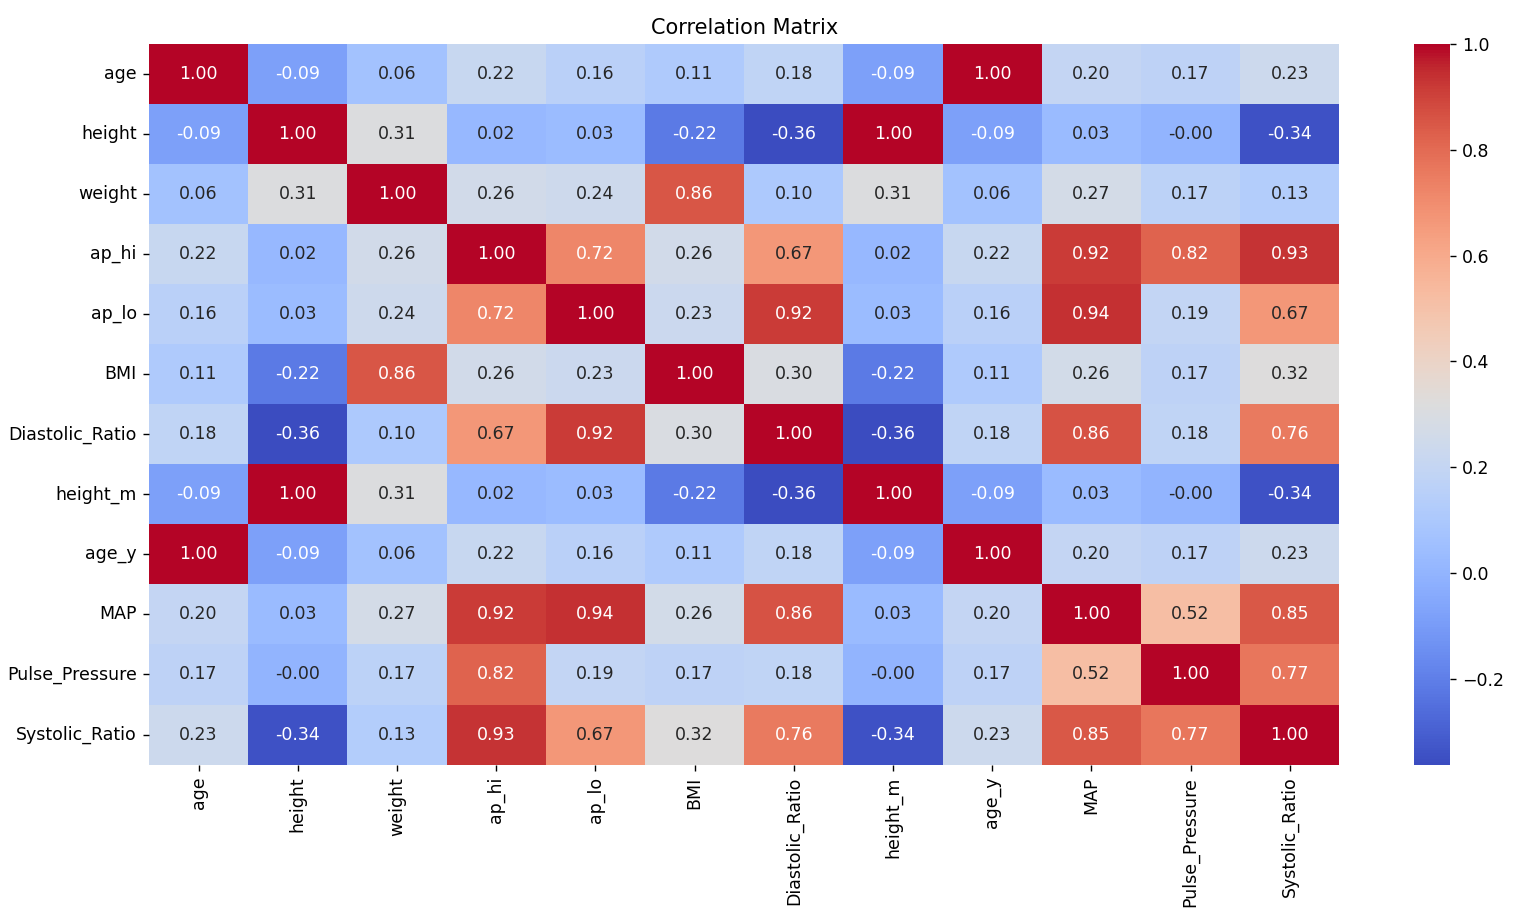 Correlation Matrix
age 1.00 -0.09 0.06 0.22 0.16 0.11 0.18 -0.09 1.00 0.20 0.17 0.23
height -0.09 1.00 0.31 0.02 0.03 -0.22 -0.36 1.00 -0.09 0.03 -0.00 -0.34
weight 0.06 0.31 1.00 0.26 0.24 0.86 0.10 0.31 0.06 0.27 0.17 0.13
ap_hi 0.22 0.02 0.26 1.00 0.72 0.26 0.67 0.02 0.22 0.92 0.82 0.93
ap_lo 0.16 0.03 0.24 0.72 1.00 0.23 0.92 0.03 0.16 0.94 0.19 0.67
BMI 0.11 -0.22 0.86 0.26 0.23 1.00 0.30 -0.22 0.11 0.26 0.17 0.32
Diastolic_Ratio 0.18 -0.36 0.10 0.67 0.92 0.30 1.00 -0.36 0.18 0.86 0.18 0.76
height_m -0.09 1.00 0.31 0.02 0.03 -0.22 -0.36 1.00 -0.09 0.03 -0.00 -0.34
age_y 1.00 -0.09 0.06 0.22 0.16 0.11 0.18 -0.09 1.00 0.20 0.17 0.23
MAP 0.20 0.03 0.27 0.92 0.94 0.26 0.86 0.03 0.20 1.00 0.52 0.85
Pulse_Pressure 0.17 -0.00 0.17 0.82 0.19 0.17 0.18 -0.00 0.17 0.52 1.00 0.77
Systolic_Ratio 0.23 -0.34 0.13 0.93 0.67 0.32 0.76 -0.34 0.23 0.85 0.77 1.00
age height weight ap_hi ap_lo BMI Diastolic_Ratio height_m age_y MAP Pulse_Pressure Systolic_Ratio
1.0
0.8
0.6
0.4
0.2
0.0
−0.2